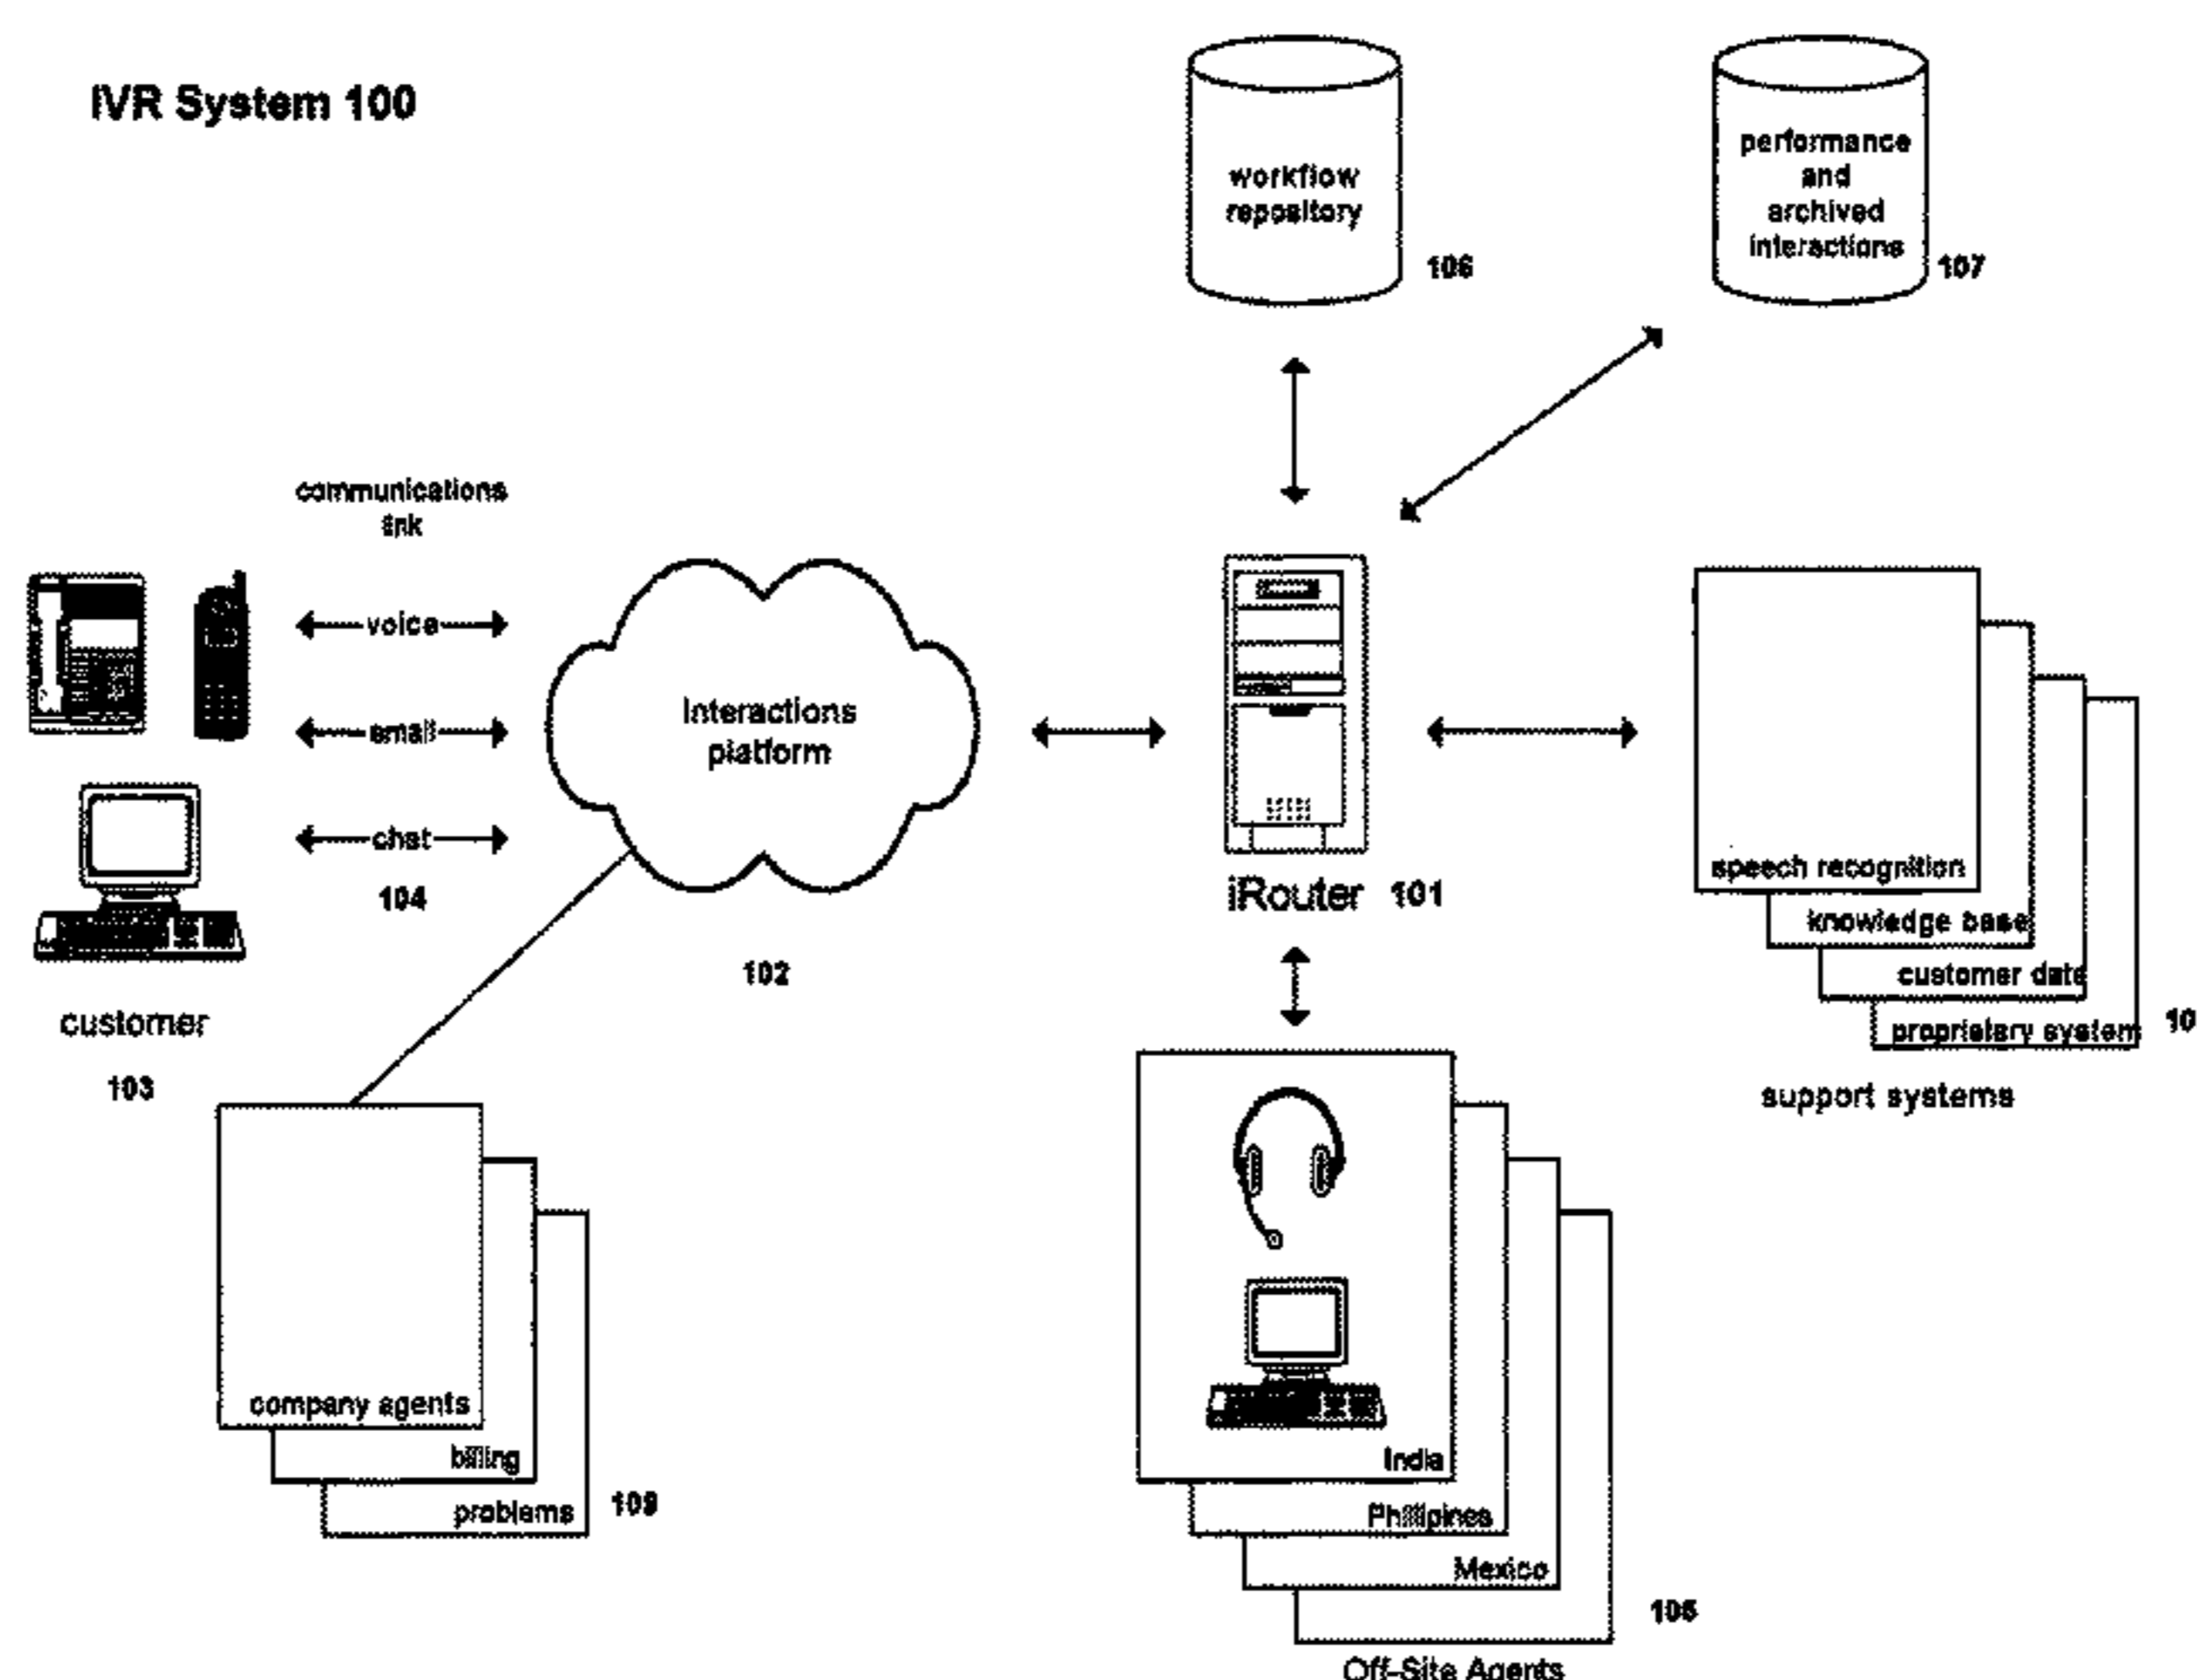 IVR System 100
workflow
repository
106
performance
and
archived
interactions
107
communications
link
voice
email
chat
104
customer
103
Interactions
platform
102
iRouter 101
speech recognition
knowledge base
customer data
proprietary system
10
support systems
company agents
billing
problems
109
India
Phillipines
Mexico
105
Off-Site Agents